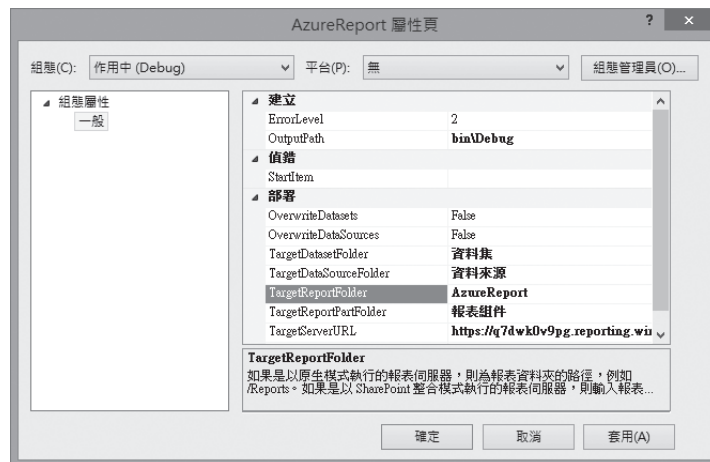 AzureReport 屬性頁 ? ×
組態(C): 作用中 (Debug) 平台(P): 無 組態管理員(O)...
組態屬性
一般
建立
ErrorLevel 2
OutputPath bin\Debug
偵錯
StartItem
部署
OverwriteDatasets False
OverwriteDataSources False
TargetDatasetFolder 資料集
TargetDataSourceFolder 資料來源
TargetReportFolder AzureReport
TargetReportPartFolder 報表組件
TargetServerURL https://q7dwk0v9pg.reporting.win
TargetReportFolder
如果是以原生模式執行的報表伺服器，則為報表資料夾的路徑，例如
/Reports。如果是以 SharePoint 整合模式執行的報表伺服器，則輸入報表...
確定 取消 套用(A)